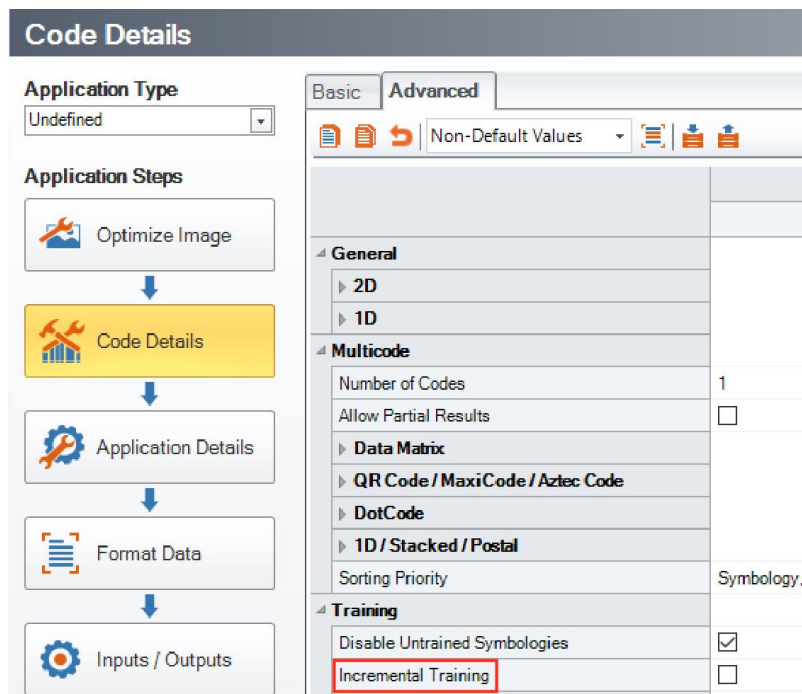 Code Details
Application Type
Undefined
Application Steps
Optimize Image
Code Details
Application Details
Format Data
Inputs / Outputs
Basic
Advanced
Non-Default Values
General
2D
1D
Multicode
Number of Codes 1
Allow Partial Results
Data Matrix
QR Code / MaxiCode / Aztec Code
DotCode
1D / Stacked / Postal
Sorting Priority Symbology,
Training
Disable Untrained Symbologies
Incremental Training